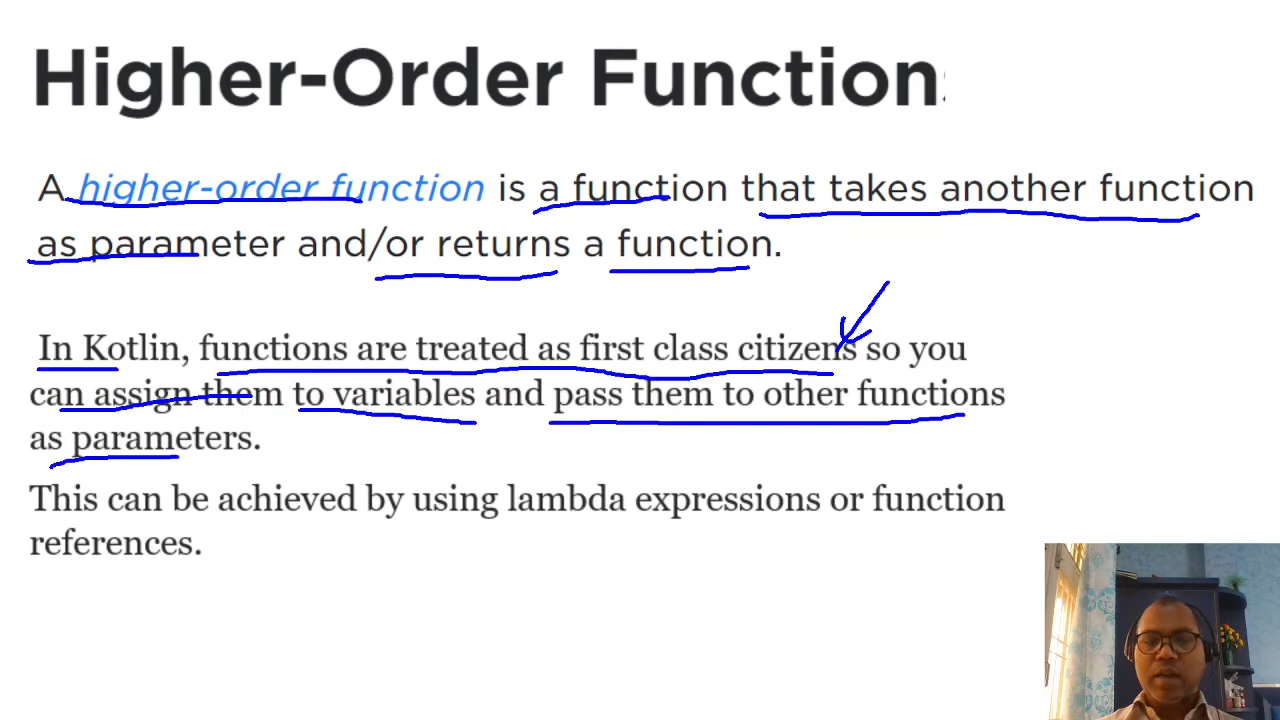 Higher-Order Functions
A higher-order function is a function that takes another function
as parameter and/or returns a function.
In Kotlin, functions are treated as first class citizens so you
can assign them to variables and pass them to other functions
as parameters.
This can be achieved by using lambda expressions or function
references.